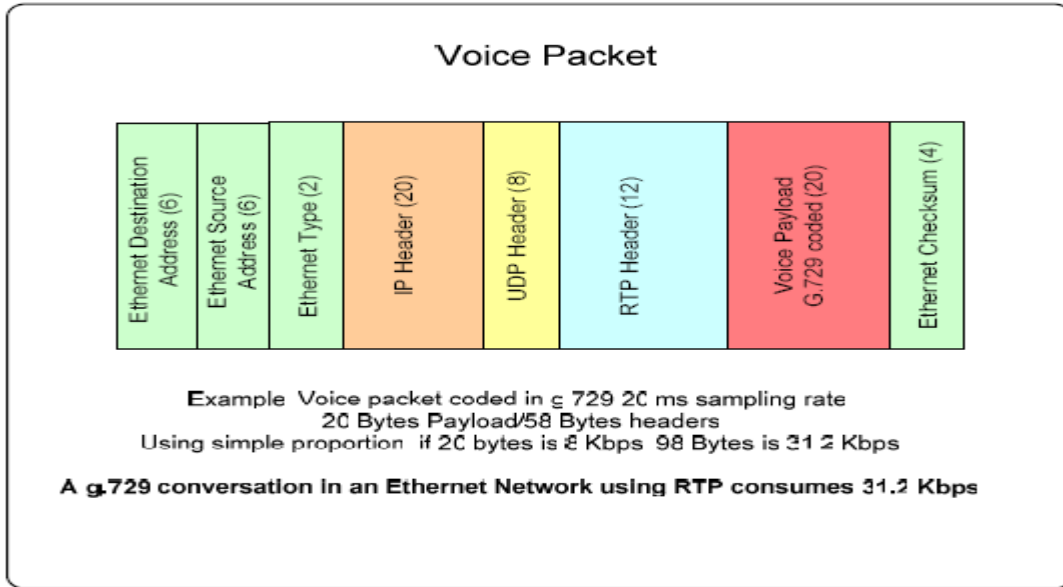 Voice Packet
Ethernet Destination
Address (6)
Ethernet Source
Address (6)
Ethernet Type (2)
IP Header (20)
UDP Header (8)
RTP Header (12)
Voice Payload
G.729 coded (20)
Ethernet Checksum (4)
Example Voice packet coded in g 729 20 ms sampling rate
20 Bytes Payload/58 Bytes headers
Using simple proportion if 20 bytes is 8 Kbps 98 Bytes is 31.2 Kbps
A g.729 conversation in an Ethernet Network using RTP consumes 31.2 Kbps